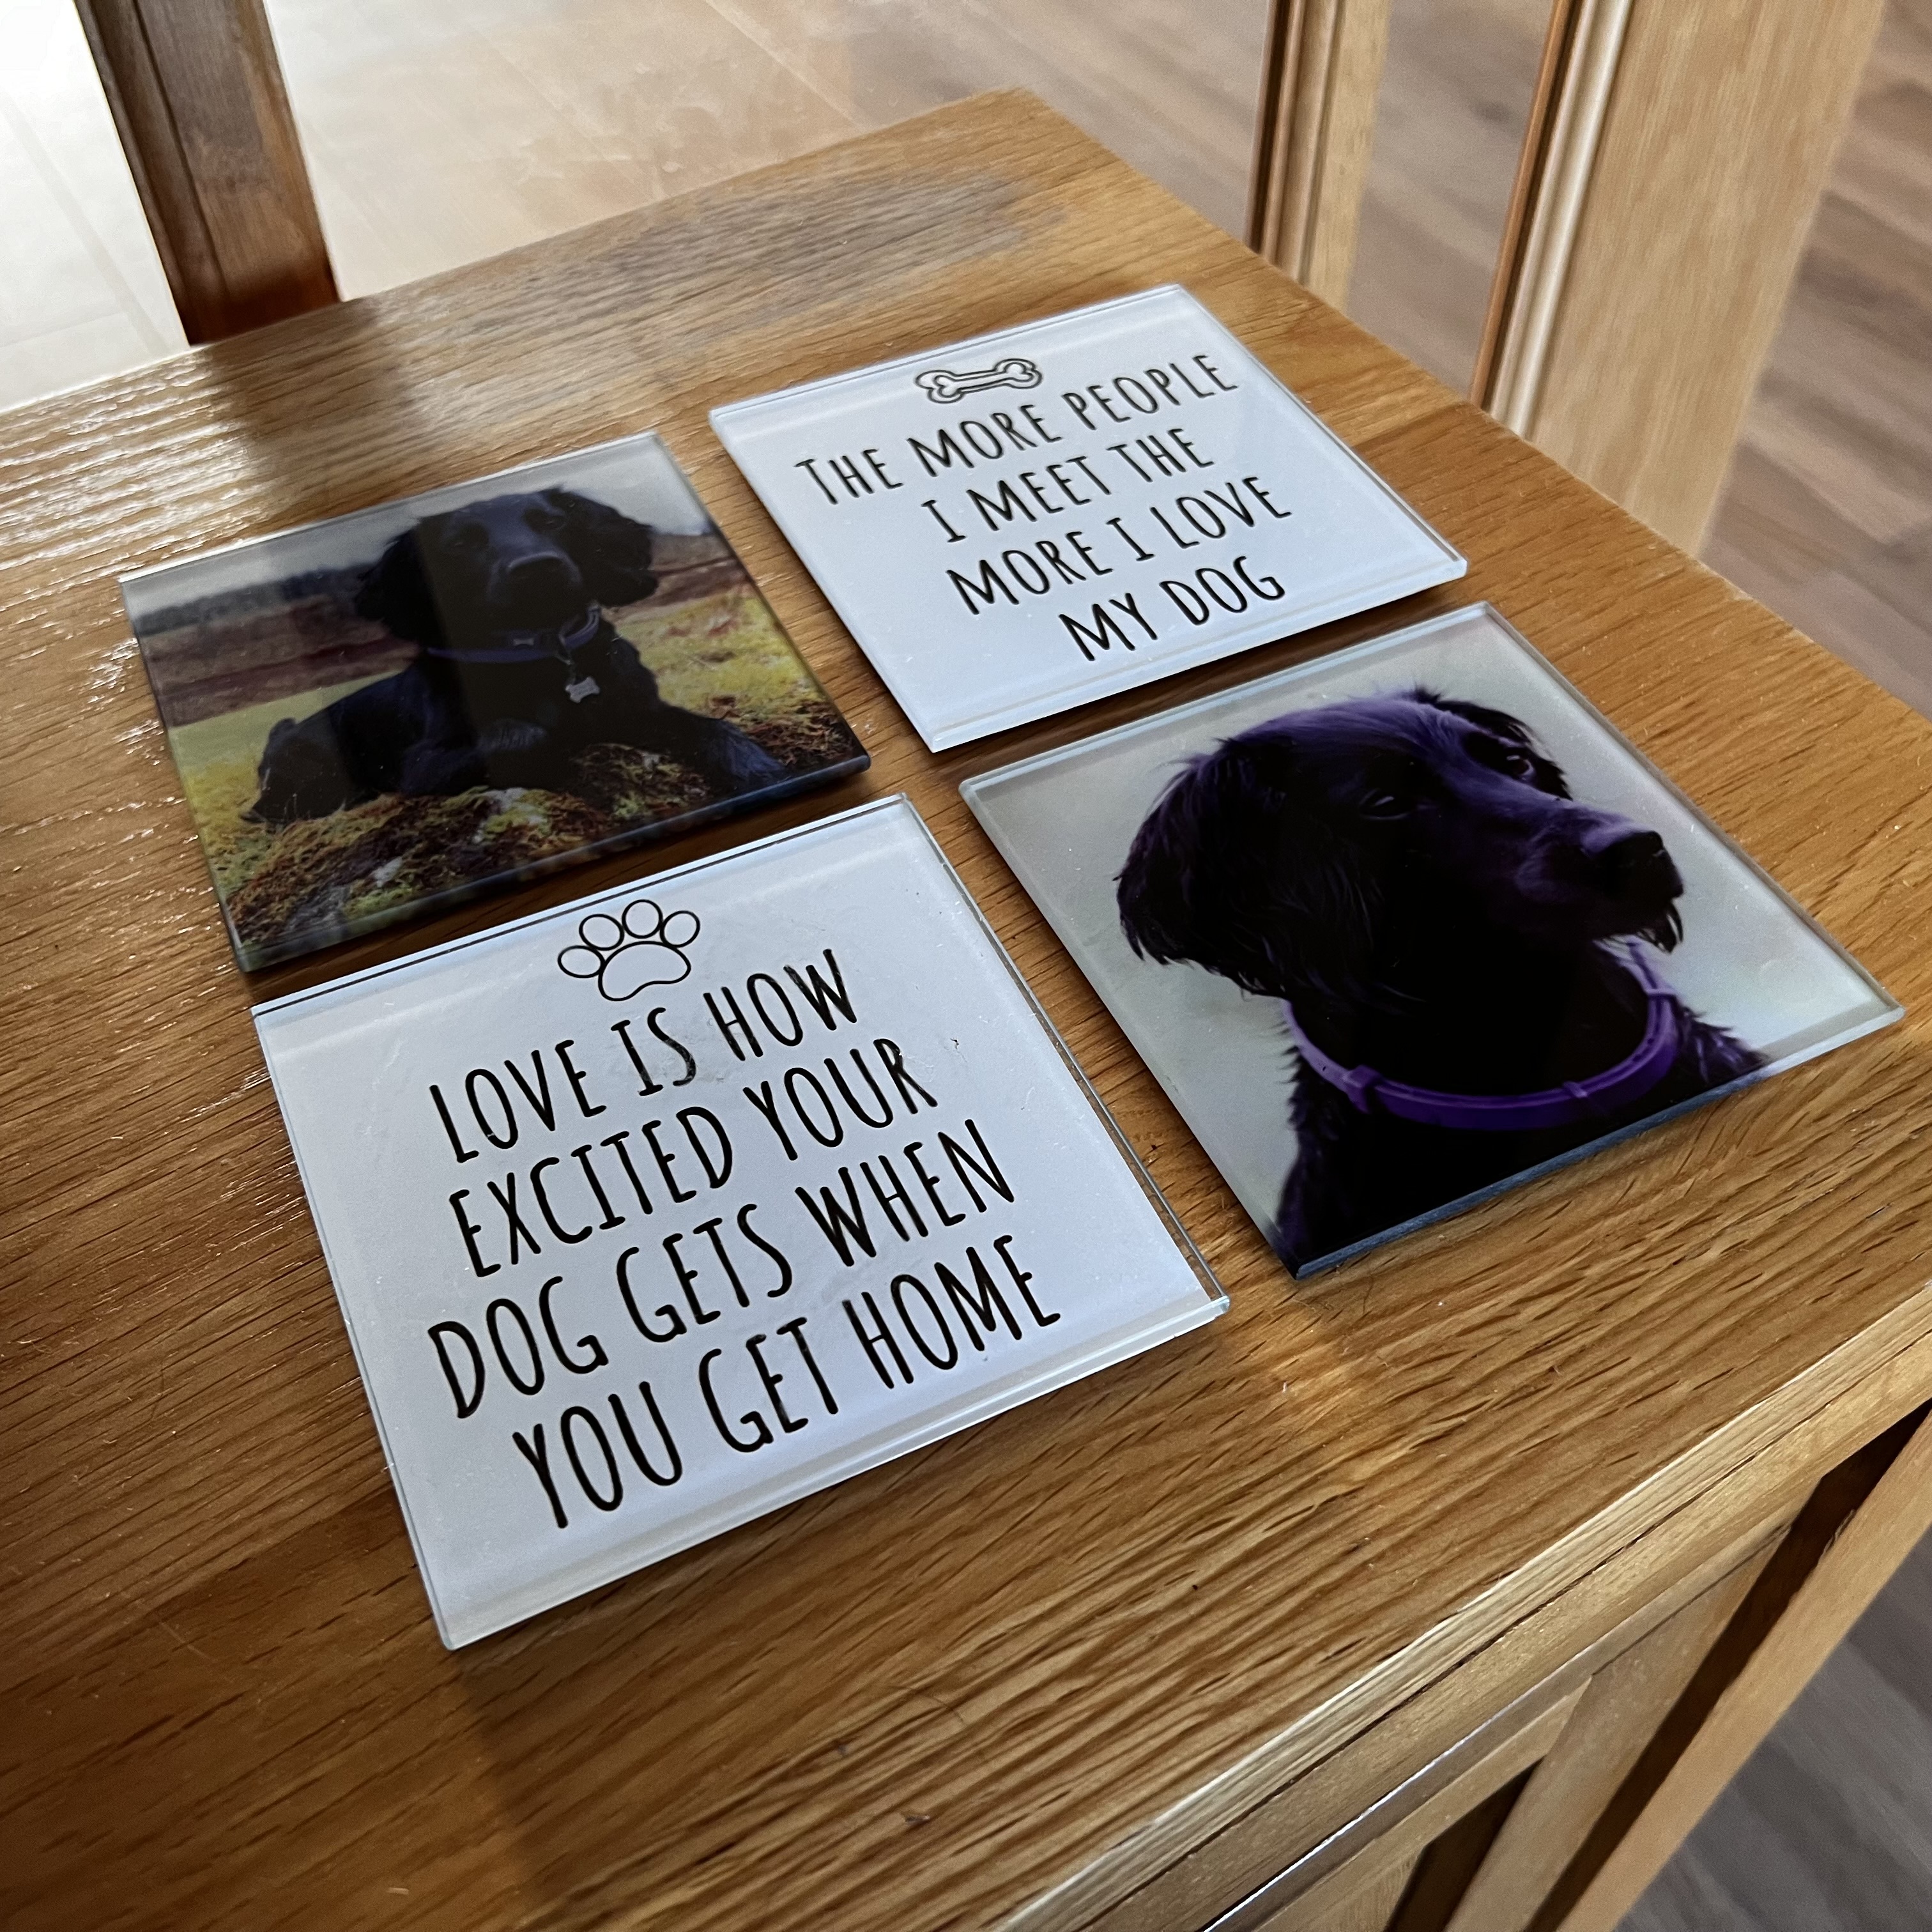 THE MORE PEOPLE
I MEET THE
MORE I LOVE
MY DOG
LOVE IS HOW
EXCITED YOUR
DOG GETS WHEN
YOU GET HOME